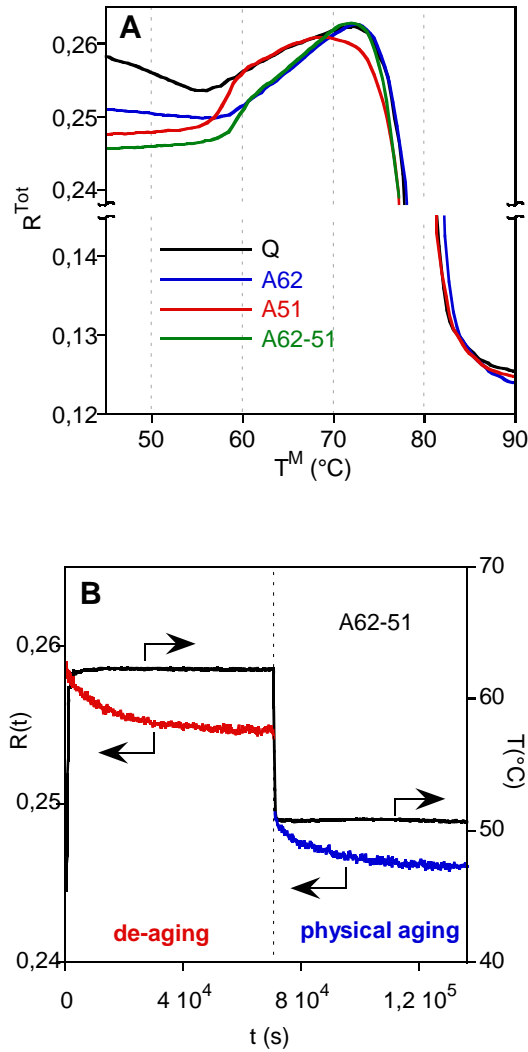 A
0,26
0,25
0,24
0,14
0,13
0,12
R^Tot
Q
A62
A51
A62-51
50 60 70 80 90
T^M (°C)
B
A62-51
70
60
50
40
T(°C)
0,26
0,25
0,24
R(t)
de-aging
physical aging
0 4 10^4 8 10^4 1,2 10^5
t (s)